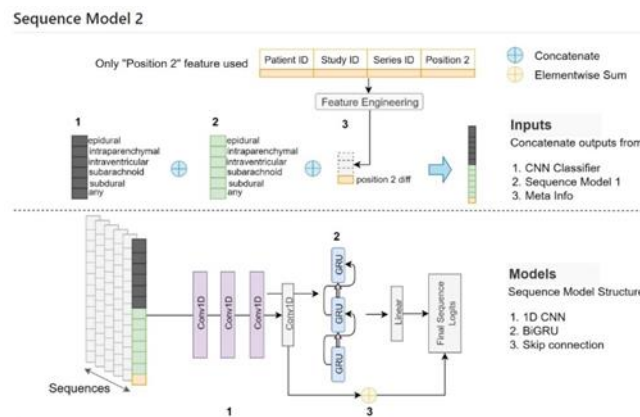 Sequence Model 2
Only "Position 2" feature used
Patient ID Study ID Series ID Position 2
Concatenate
Elementwise Sum
Feature Engineering
1
2
3
epidural
intraparenchymal
intraventricular
subarachnoid
subdural
any
epidural
intraparenchymal
intraventricular
subarachnoid
subdural
any
position 2 diff
Inputs
Concatenate outputs from
1. CNN Classifier
2. Sequence Model 1
3. Meta Info
Sequences
Conv1D
Conv1D
Conv1D
Conv1D
1
2
GRU
GRU
GRU
Linear
Final Sequence
Logits
3
Models
Sequence Model Structure
1. 1D CNN
2. BiGRU
3. Skip connection